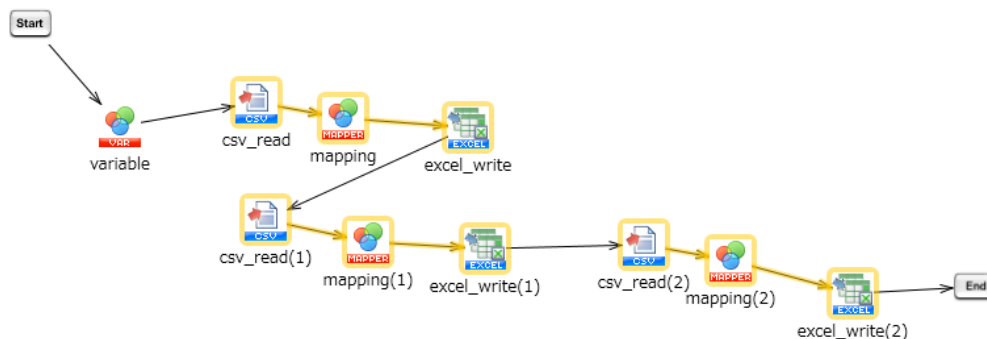 Start
VAR
variable
CSV
csv_read
MAPPER
mapping
EXCEL
excel_write
CSV
csv_read(1)
MAPPER
mapping(1)
EXCEL
excel_write(1)
CSV
csv_read(2)
MAPPER
mapping(2)
EXCEL
excel_write(2)
End